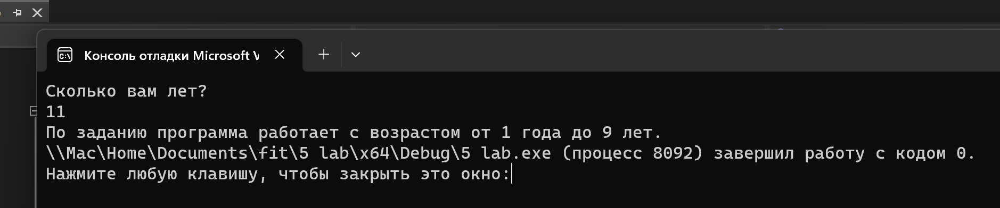 Консоль отладки Microsoft V
Сколько вам лет?
11
По заданию программа работает с возрастом от 1 года до 9 лет.
\\Mac\Home\Documents\fit\5 lab\x64\Debug\5 lab.exe (процесс 8092) завершил работу с кодом 0.
Нажмите любую клавишу, чтобы закрыть это окно: